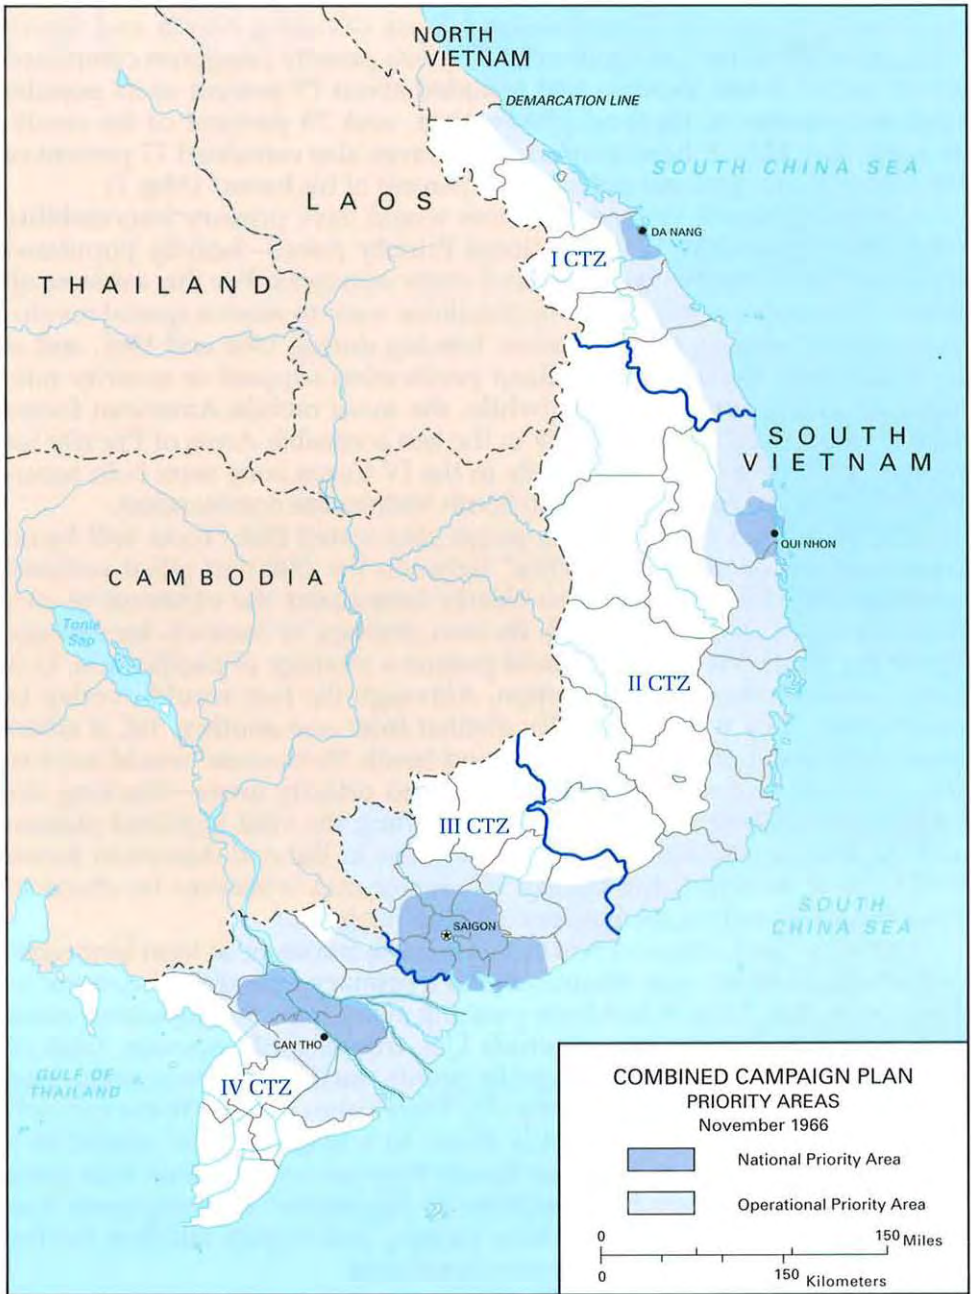 NORTH
VIETNAM
DEMARCATION LINE
SOUTH CHINA SEA
LAOS
DA NANG
I CTZ
THAILAND
SOUTH
VIETNAM
QUI NHON
CAMBODIA
Tonle
Sap
II CTZ
III CTZ
SOUTH
CHINA SEA
SAIGON
CAN THO
GULF OF
THAILAND
IV CTZ
COMBINED CAMPAIGN PLAN
PRIORITY AREAS
November 1966
National Priority Area
Operational Priority Area
0 150 Miles
0 150 Kilometers